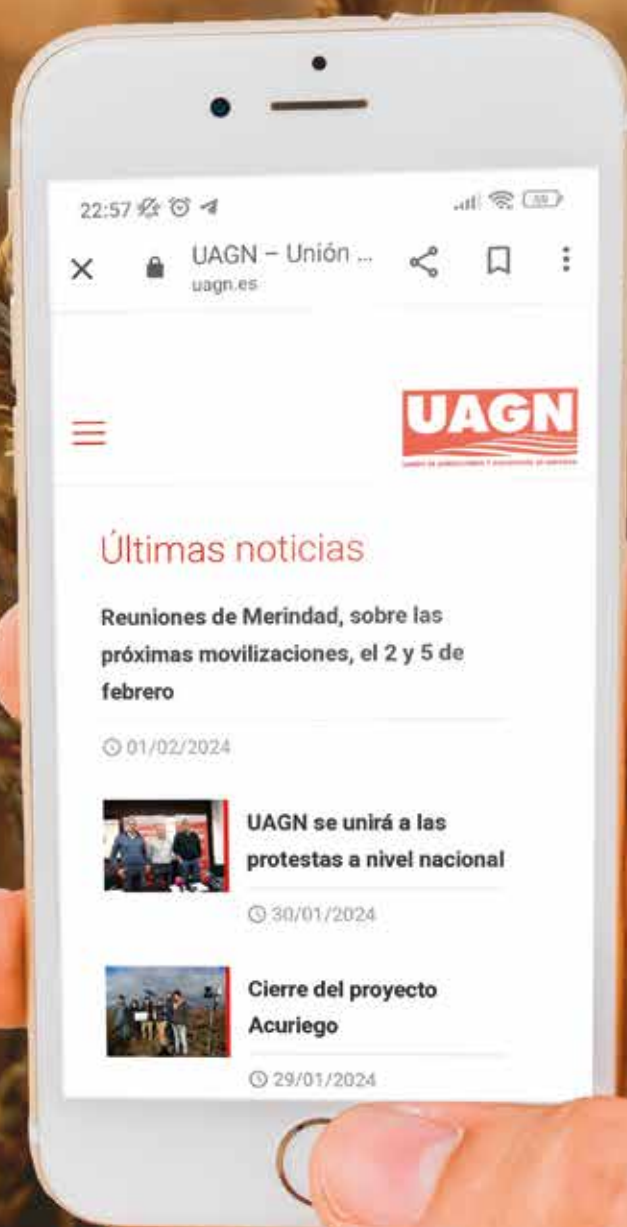 22:57
UAGN – Unión ...
uagn.es
UAGN
Últimas noticias
Reuniones de Merindad, sobre las
próximas movilizaciones, el 2 y 5 de
febrero
01/02/2024
UAGN se unirá a las
protestas a nivel nacional
30/01/2024
Cierre del proyecto
Acuriego
29/01/2024